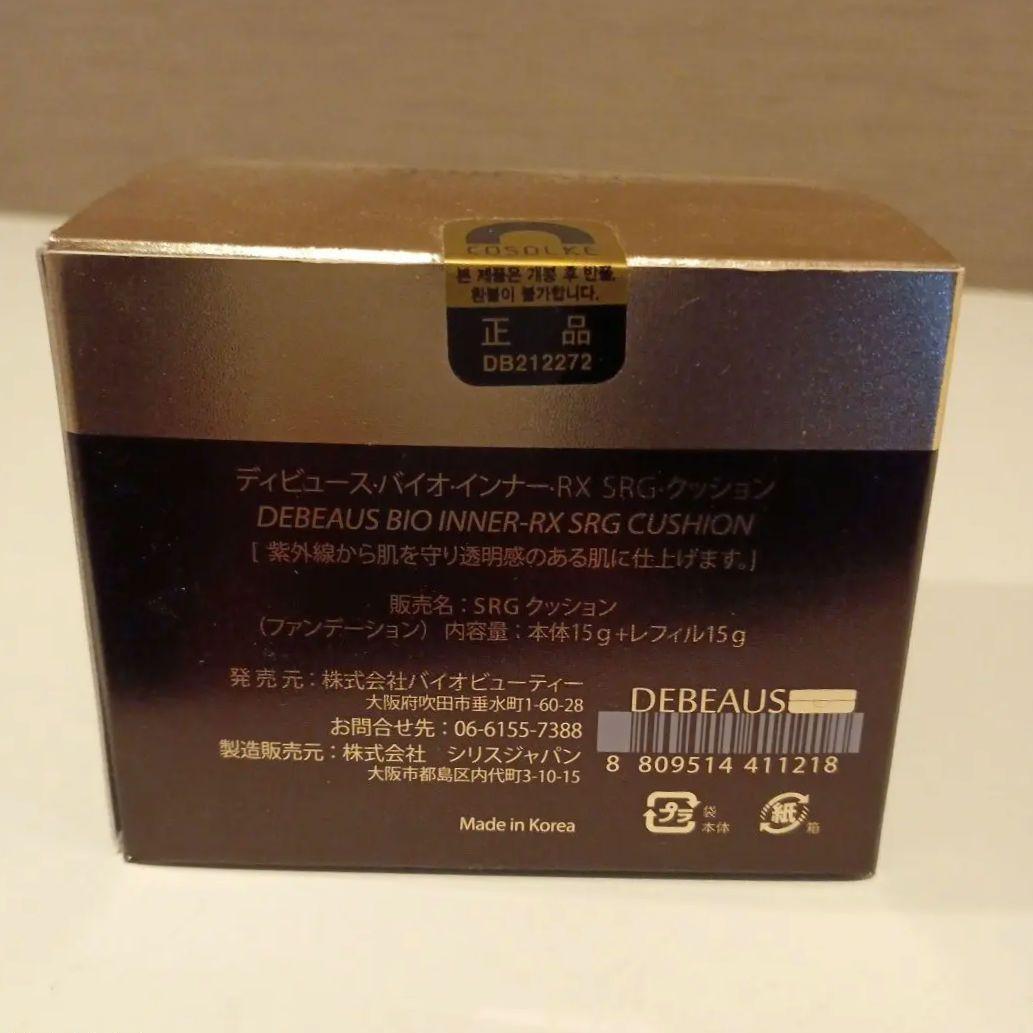 COSOLKE
본 제품은 개봉 후 반품,
환불이 불가합니다.
正 品
DB212272
ディビュース・バイオ・インナー・RX SRG・クッション
DEBEAUS BIO INNER-RX SRG CUSHION
[ 紫外線から肌を守り透明感のある肌に仕上げます。]
販売名：SRG クッション
（ファンデーション） 内容量：本体15g+レフィル15g
発売元：株式会社バイオビューティー
大阪府吹田市垂水町1-60-28
お問合せ先：06-6155-7388
製造販売元：株式会社 シリスジャパン
大阪市都島区内代町3-10-15
Made in Korea
DEBEAUS
8 809514 411218
プラ
袋
本体
紙
箱